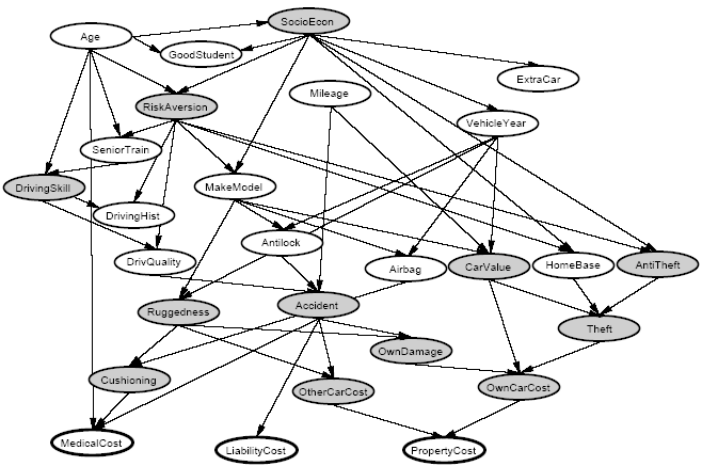 SocioEcon
Age
GoodStudent
ExtraCar
Mileage
RiskAversion
VehicleYear
SeniorTrain
DrivingSkill
MakeModel
DrivingHist
Antilock
DrivQuality
Airbag
CarValue
HomeBase
AntiTheft
Ruggedness
Accident
Theft
OwnDamage
Cushioning
OtherCarCost
OwnCarCost
MedicalCost
LiabilityCost
PropertyCost